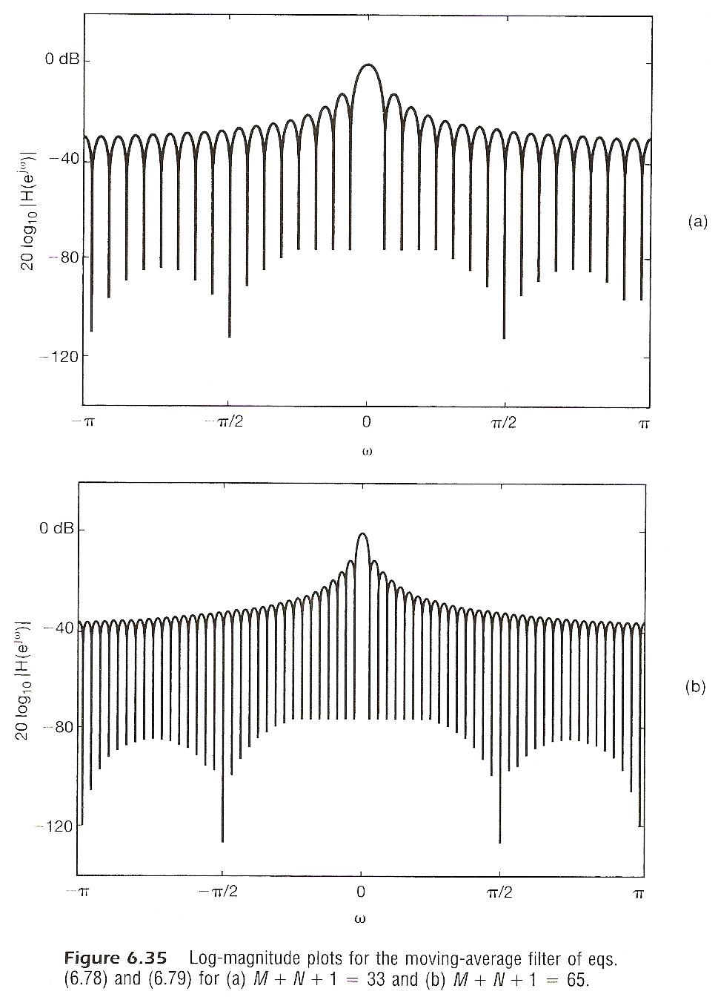 0 dB
−40
−80
−120
20 log₁₀ |H(e^jω)|
−π
−π/2
0
π/2
π
ω
(a)
0 dB
−40
−80
−120
20 log₁₀ |H(e^jω)|
−π
−π/2
0
π/2
π
ω
(b)
Figure 6.35 Log-magnitude plots for the moving-average filter of eqs.
(6.78) and (6.79) for (a) M + N + 1 = 33 and (b) M + N + 1 = 65.